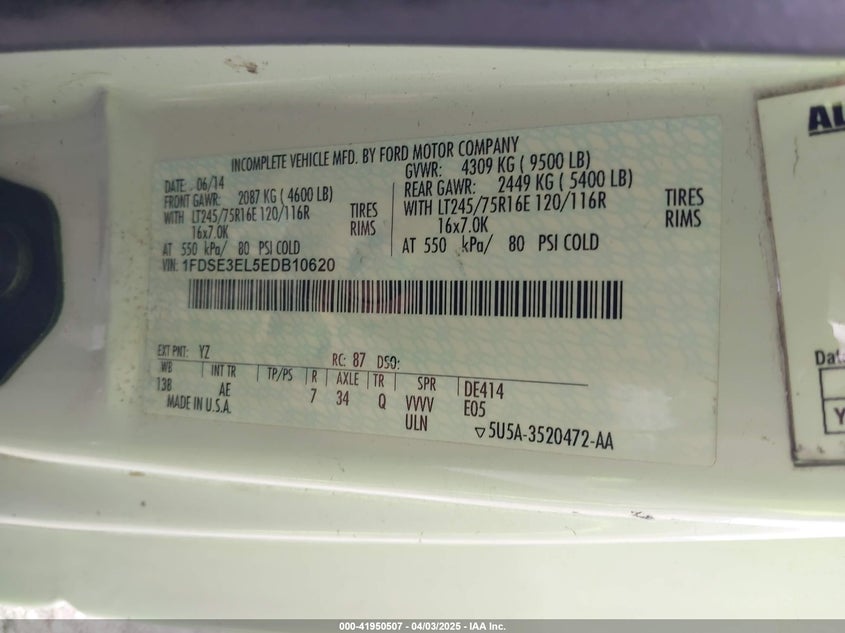 INCOMPLETE VEHICLE MFD. BY FORD MOTOR COMPANY
DATE: 06/14
FRONT GAWR: 2087 KG ( 4600 LB)
WITH LT245/75R16E 120/116R TIRES
16x7.0K RIMS
AT 550 kPa/ 80 PSI COLD
GVWR: 4309 KG ( 9500 LB)
REAR GAWR: 2449 KG ( 5400 LB)
WITH LT245/75R16E 120/116R TIRES
16x7.0K RIMS
AT 550 kPa/ 80 PSI COLD
VIN: 1FDSE3EL5EDB10620
EXT PNT: YZ RC: 87 DSO:
WB INT TR TP/PS R AXLE TR SPR DE414
138 AE 7 34 Q VVVV E05
MADE IN U.S.A. ULN ▽5U5A-3520472-AA
AL
Dat
Y
000-41950507 - 04/03/2025 - IAA Inc.